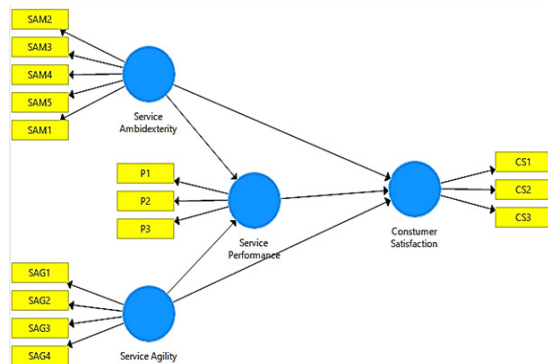 SAM2
SAM3
SAM4
SAM5
SAM1
Service
Ambidexterity
P1
P2
P3
Service
Performance
CS1
CS2
CS3
Constumer
Satisfaction
SAG1
SAG2
SAG3
SAG4
Service Agility